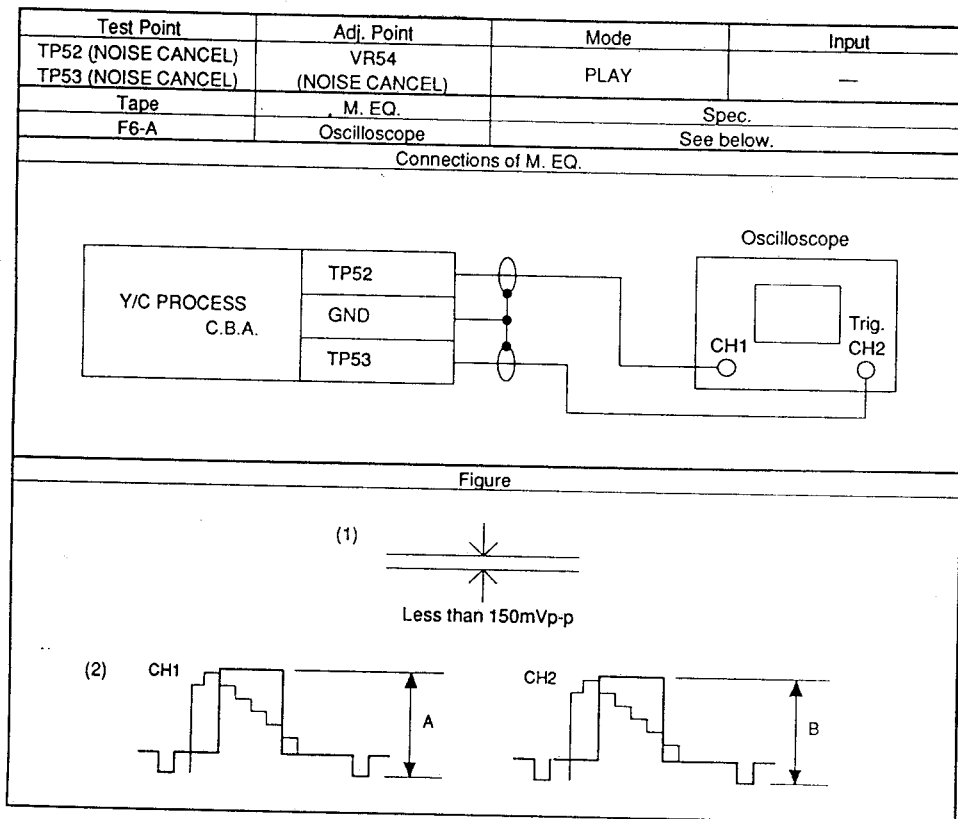 Test Point Adj. Point Mode Input
TP52 (NOISE CANCEL) VR54 PLAY —
TP53 (NOISE CANCEL) (NOISE CANCEL)
Tape M. EQ. Spec.
F6-A Oscilloscope See below.
Connections of M. EQ.
Oscilloscope
Y/C PROCESS
C.B.A.
TP52
GND
TP53
Trig.
CH1 CH2
Figure
(1)
Less than 150mVp-p
(2) CH1 A CH2 B